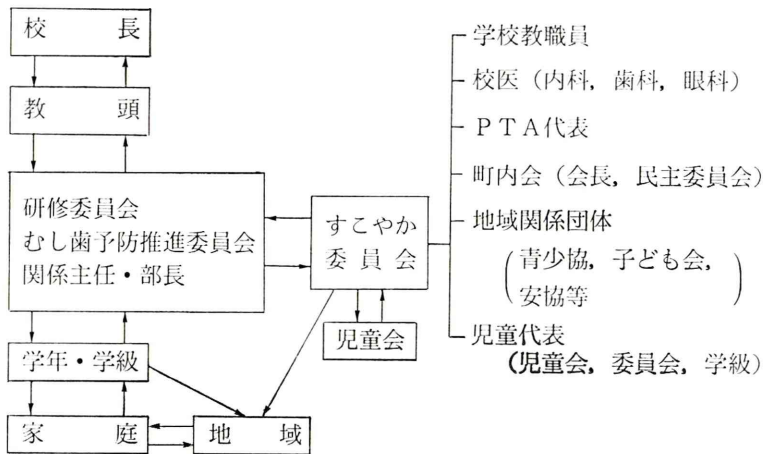 校長
教頭
研修委員会
むし歯予防推進委員会
関係主任・部長
すこやか
委員会
児童会
学年・学級
家庭
地域
学校教職員
校医（内科，歯科，眼科）
ＰＴＡ代表
町内会（会長，民主委員会）
地域関係団体
（青少協，子ども会，
安協等）
児童代表
（児童会，委員会，学級）